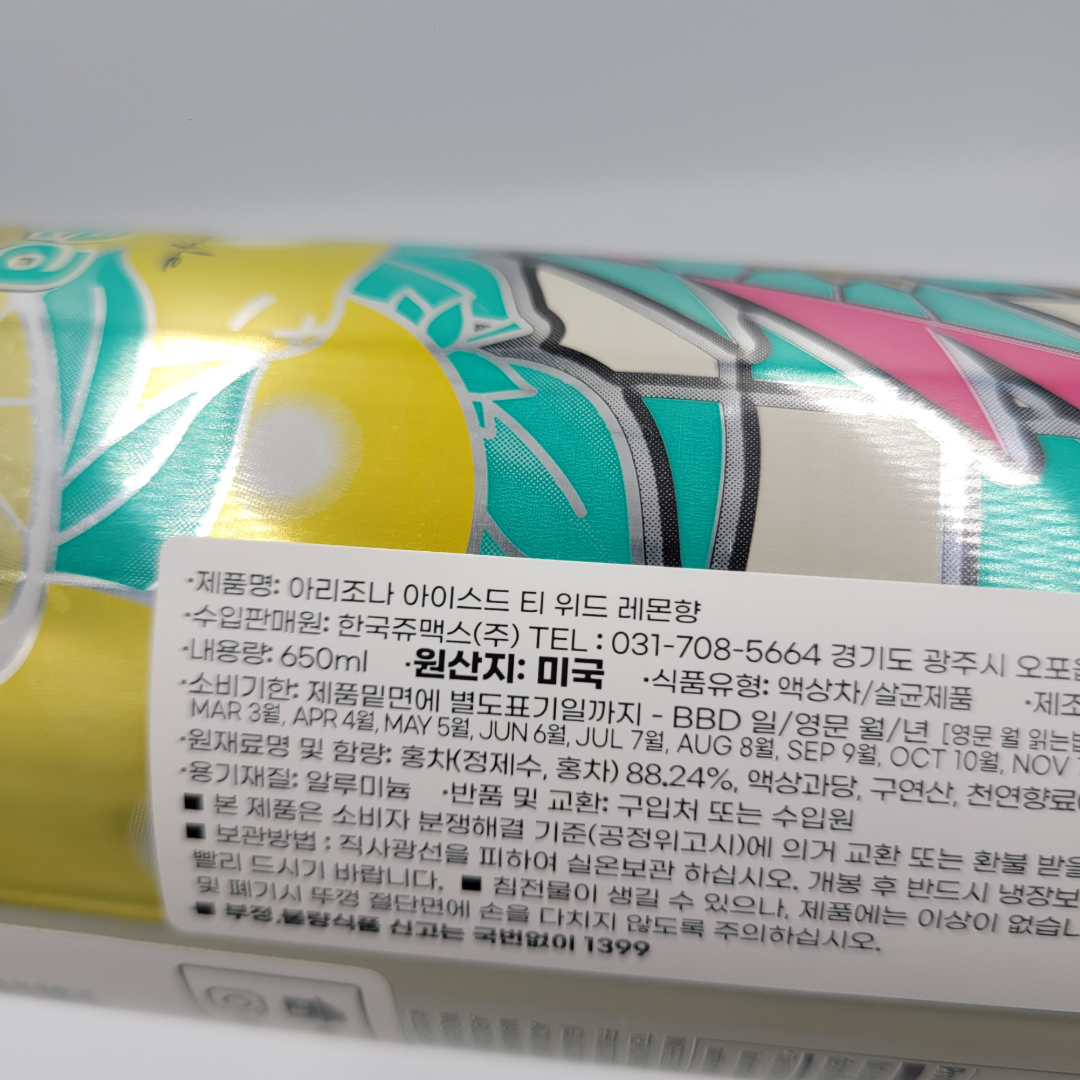 ·제품명: 아리조나 아이스드 티 위드 레몬향
·수입판매원: 한국쥬맥스(주) TEL : 031-708-5664 경기도 광주시 오포읍
·내용량: 650ml ·원산지: 미국 ·식품유형: 액상차/살균제품 ·제조
·소비기한: 제품밑면에 별도표기일까지 - BBD 일/영문 월/년 [영문 월 읽는법
MAR 3월, APR 4월, MAY 5월, JUN 6월, JUL 7월, AUG 8월, SEP 9월, OCT 10월, NOV
·원재료명 및 함량: 홍차(정제수, 홍차) 88.24%, 액상과당, 구연산, 천연향료(
·용기재질: 알루미늄 ·반품 및 교환: 구입처 또는 수입원
■ 본 제품은 소비자 분쟁해결 기준(공정위고시)에 의거 교환 또는 환불 받을
■ 보관방법 : 직사광선을 피하여 실온보관 하십시오. 개봉 후 반드시 냉장보
빨리 드시기 바랍니다. ■ 침전물이 생길 수 있으나, 제품에는 이상이 없습니
및 폐기시 뚜껑 절단면에 손을 다치지 않도록 주의하십시오.
■ 부정,불량식품 신고는 국번없이 1399